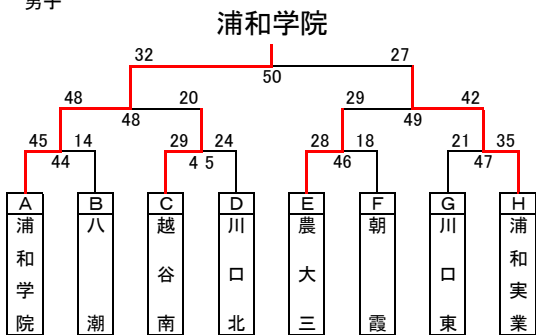 男子
浦和学院
32 27
50
48 20 29 42
48 49
45 14 29 24 28 18 21 35
44 4 5 46 47
A B C D E F G H
浦和学院
八潮
越谷南
川口北
農大三
朝霞
川口東
浦和実業